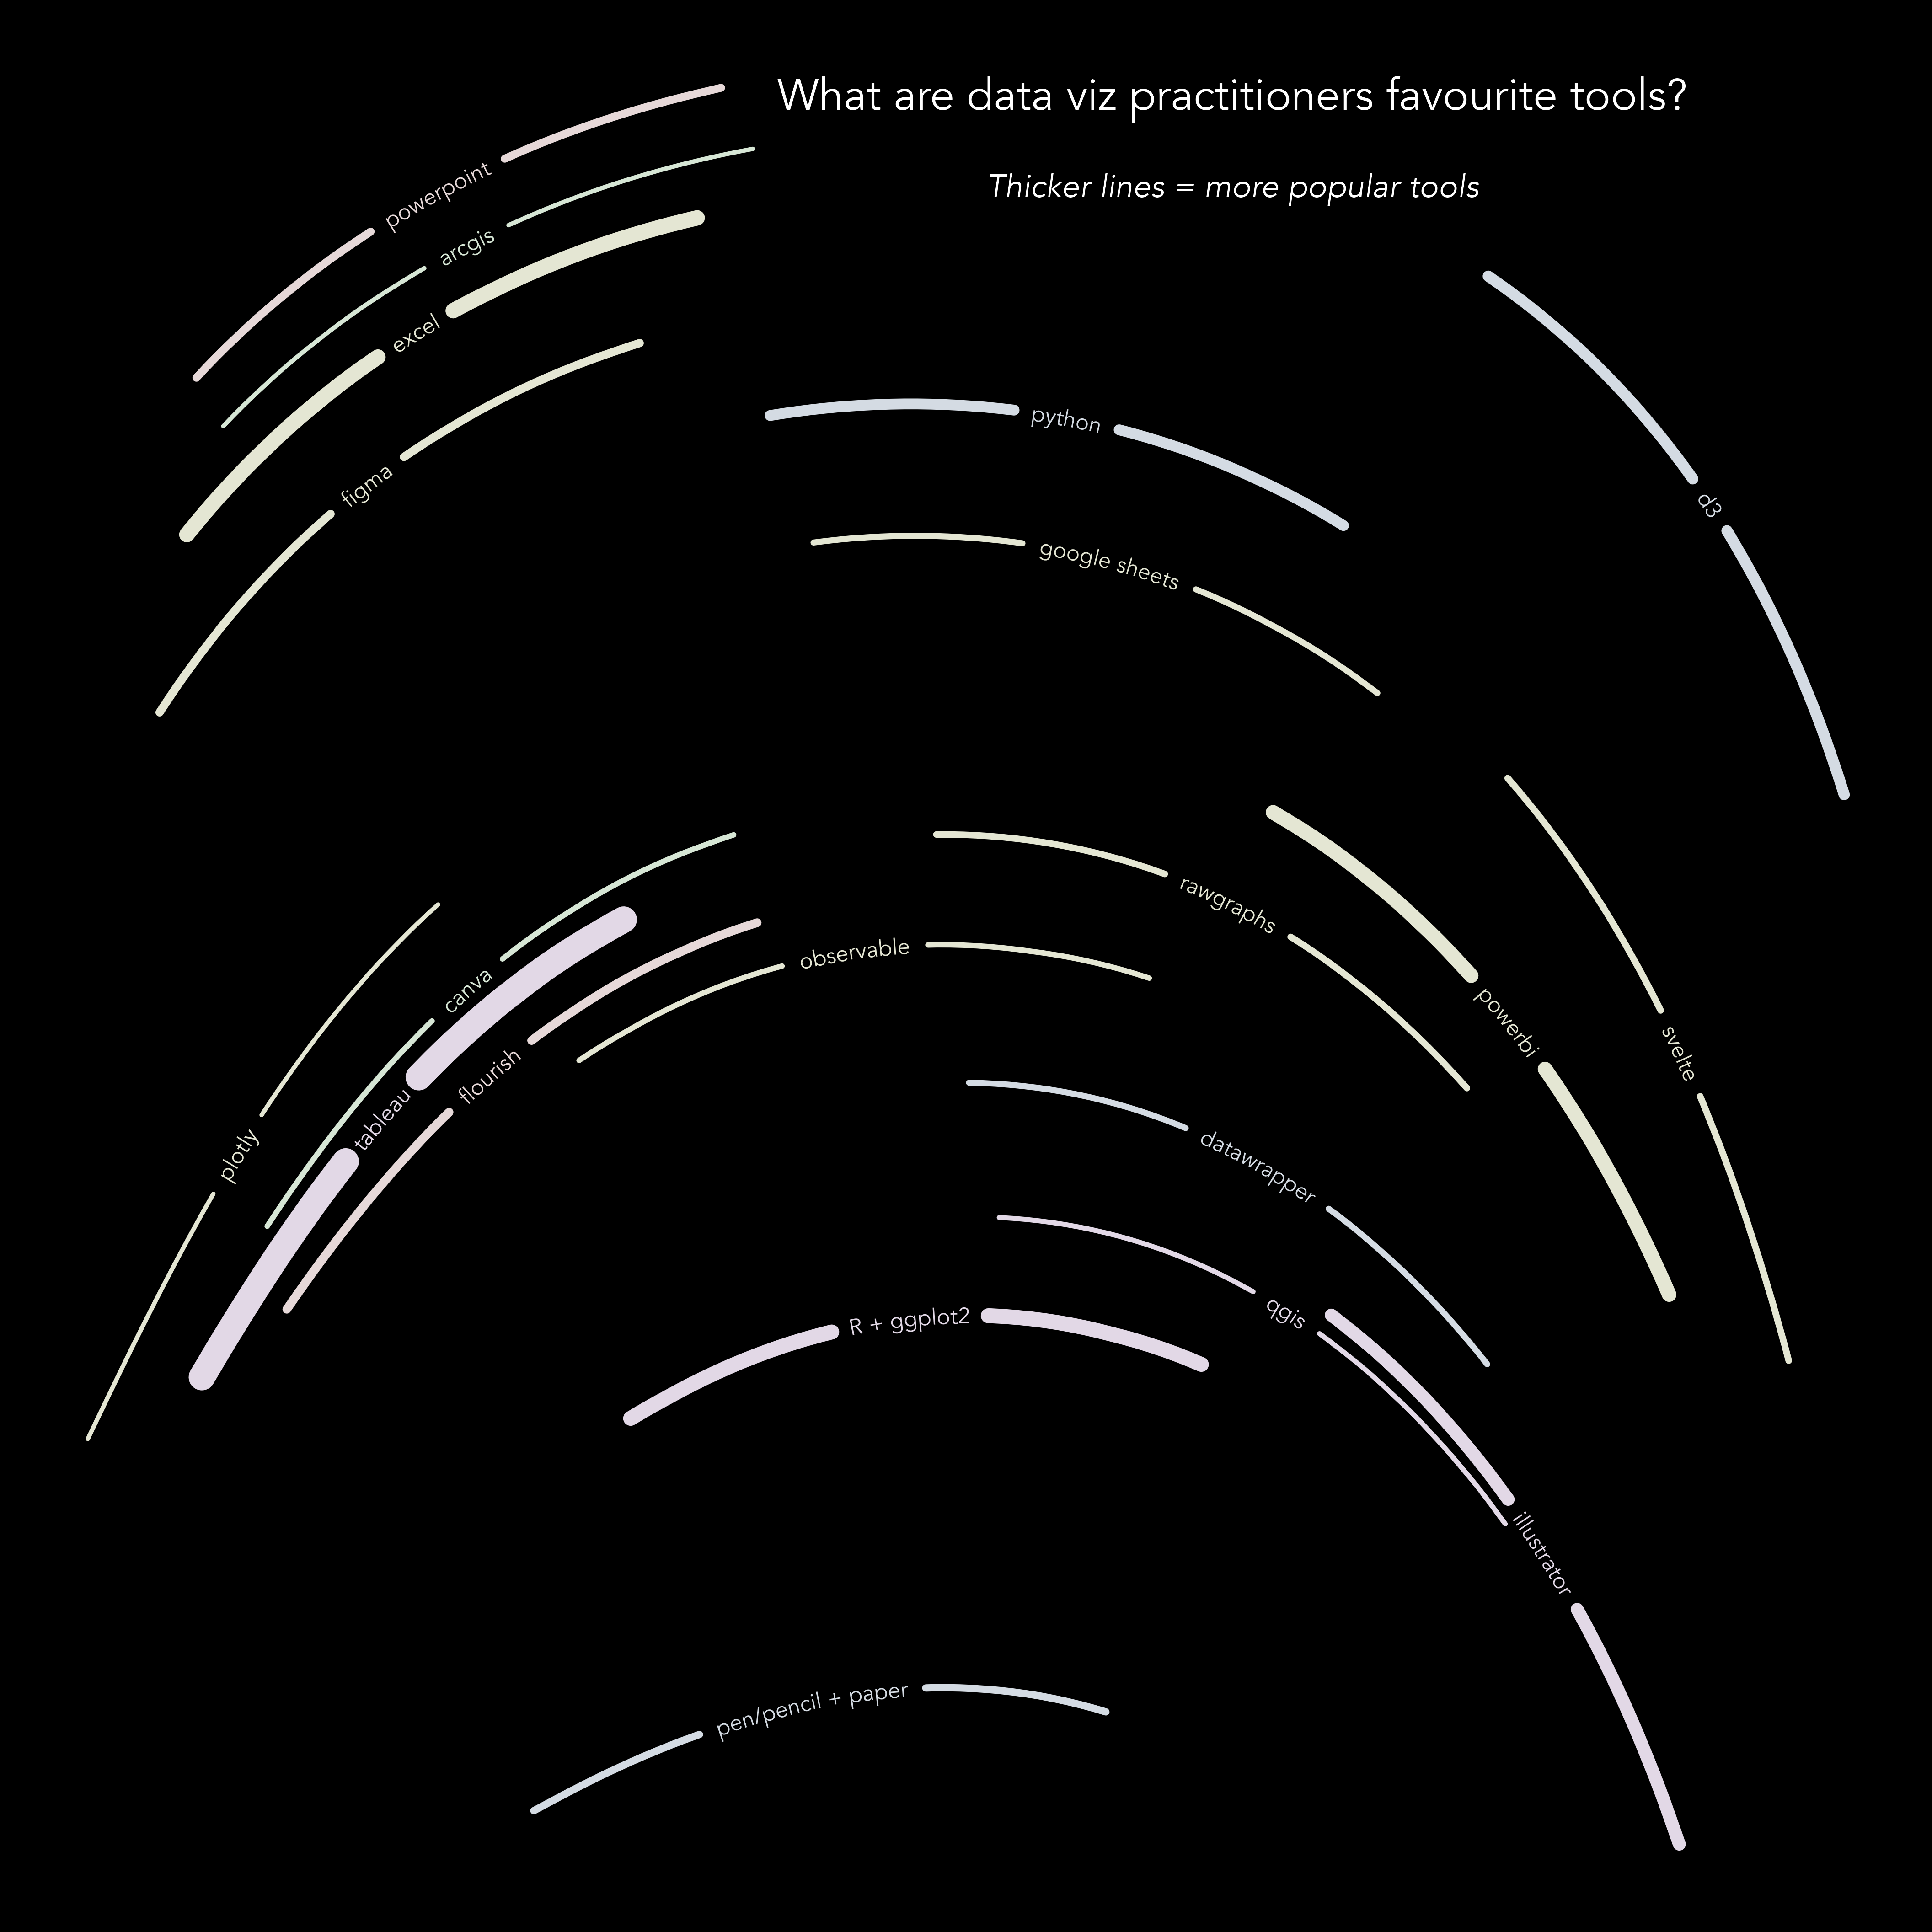 What are data viz practitioners favourite tools?
Thicker lines = more popular tools
powerpoint
arcgis
excel
figma
python
google sheets
d3
rawgraphs
observable
canva
tableau
flourish
plotly
powerbi
svelte
datawrapper
qgis
R + ggplot2
illustrator
pen/pencil + paper